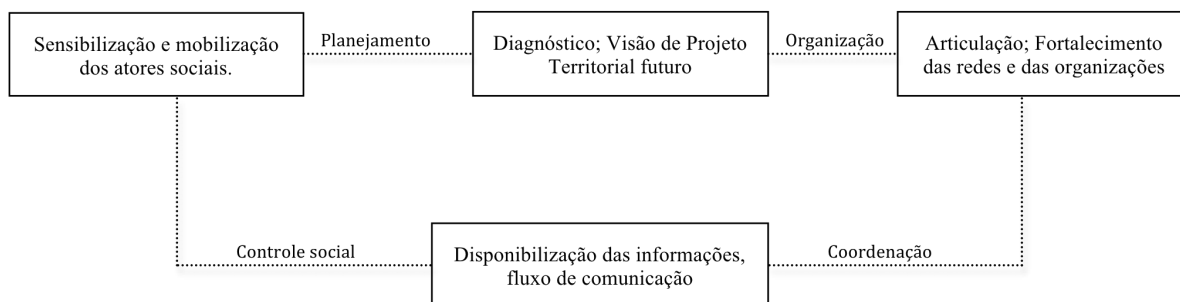 Sensibilização e mobilização
dos atores sociais.
Planejamento
Diagnóstico; Visão de Projeto
Territorial futuro
Organização
Articulação; Fortalecimento
das redes e das organizações
Controle social
Disponibilização das informações,
fluxo de comunicação
Coordenação